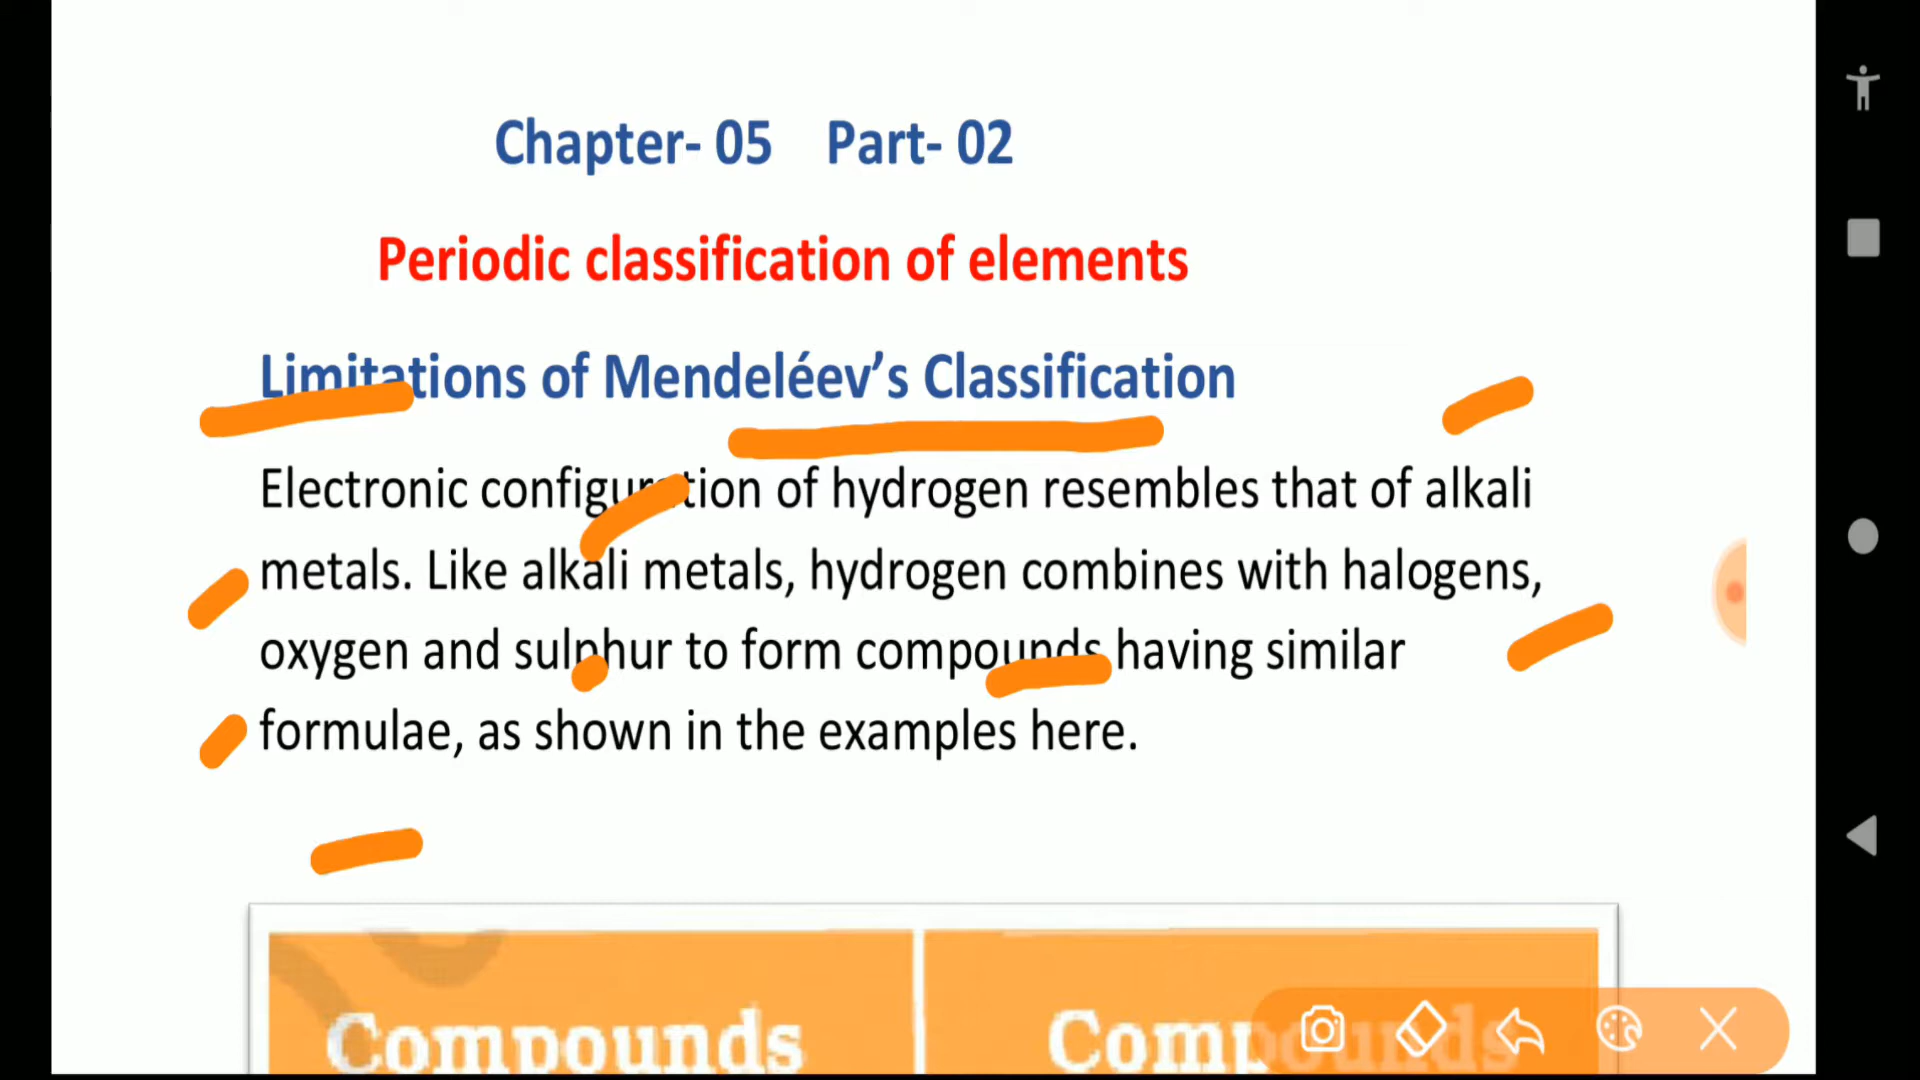 Chapter- 05 Part- 02
Periodic classification of elements
Limitations of Mendeléev’s Classification
Electronic configuration of hydrogen resembles that of alkali
metals. Like alkali metals, hydrogen combines with halogens,
oxygen and sulphur to form compounds having similar
formulae, as shown in the examples here.
Compounds Compounds